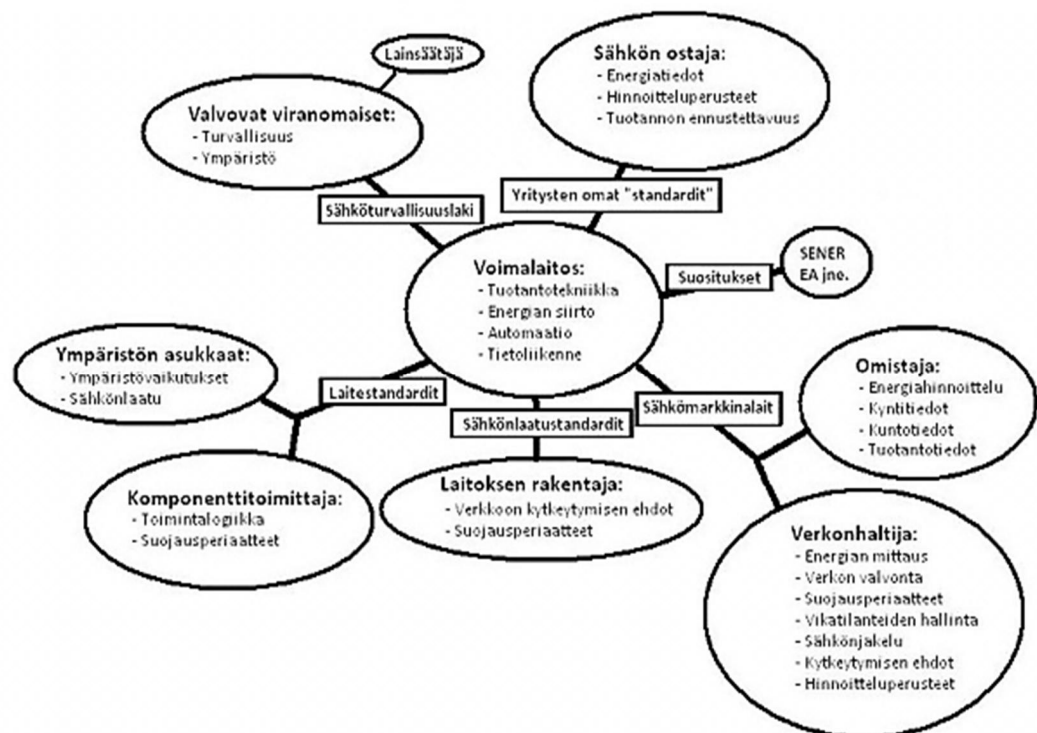 Lainsäätäjä
Valvovat viranomaiset:
- Turvallisuus
- Ympäristö
Sähkön ostaja:
- Energiatiedot
- Hinnoitteluperusteet
- Tuotannon ennustettavuus
Sähköturvallisuuslaki
Yritysten omat "standardit"
Voimalaitos:
- Tuotantotekniikka
- Energian siirto
- Automaatio
- Tietoliikenne
Suositukset
SENER
EA jne.
Ympäristön asukkaat:
- Ympäristövaikutukset
- Sähkönlaatu
Laitestandardit
Sähkönlaatustandardit
Sähkömarkkinalait
Omistaja:
- Energiahinnoittelu
- Kyntitiedot
- Kuntotiedot
- Tuotantotiedot
Komponenttitoimittaja:
- Toimintalogiikka
- Suojausperiaatteet
Laitoksen rakentaja:
- Verkkoon kytkeytymisen ehdot
- Suojausperiaatteet
Verkonhaltija:
- Energian mittaus
- Verkon valvonta
- Suojausperiaatteet
- Vikatilanteiden hallinta
- Sähkönjakelu
- Kytkeytymisen ehdot
- Hinnoitteluperusteet